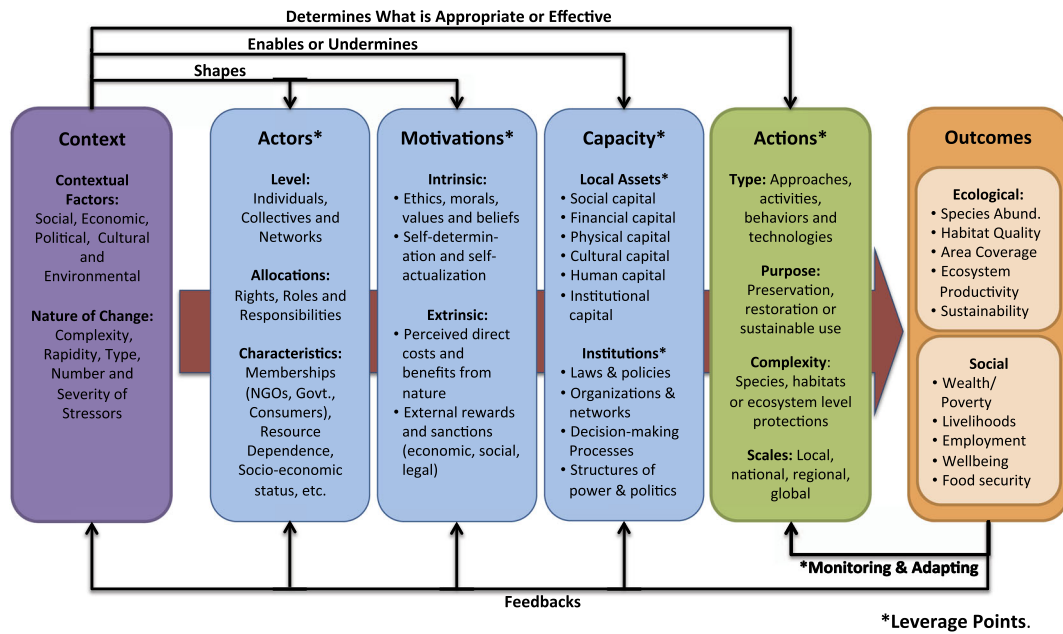 Determines What is Appropriate or Effective
Enables or Undermines
Shapes
Context
Contextual
Factors:
Social, Economic,
Political, Cultural
and
Environmental
Nature of Change:
Complexity,
Rapidity, Type,
Number and
Severity of
Stressors
Actors*
Level:
Individuals,
Collectives and
Networks
Allocations:
Rights, Roles and
Responsibilities
Characteristics:
Memberships
(NGOs, Govt.,
Consumers),
Resource
Dependence,
Socio-economic
status, etc.
Motivations*
Intrinsic:
• Ethics, morals,
values and beliefs
• Self-determin-
ation and self-
actualization
Extrinsic:
• Perceived direct
costs and
benefits from
nature
• External rewards
and sanctions
(economic, social,
legal)
Capacity*
Local Assets*
• Social capital
• Financial capital
• Physical capital
• Cultural capital
• Human capital
• Institutional
capital
Institutions*
• Laws & policies
• Organizations &
networks
• Decision-making
Processes
• Structures of
power & politics
Actions*
Type: Approaches,
activities,
behaviors and
technologies
Purpose:
Preservation,
restoration or
sustainable use
Complexity:
Species, habitats
or ecosystem level
protections
Scales: Local,
national, regional,
global
Outcomes
Ecological:
• Species Abund.
• Habitat Quality
• Area Coverage
• Ecosystem
Productivity
• Sustainability
Social
• Wealth/
Poverty
• Livelihoods
• Employment
• Wellbeing
• Food security
*Monitoring & Adapting
Feedbacks
*Leverage Points.